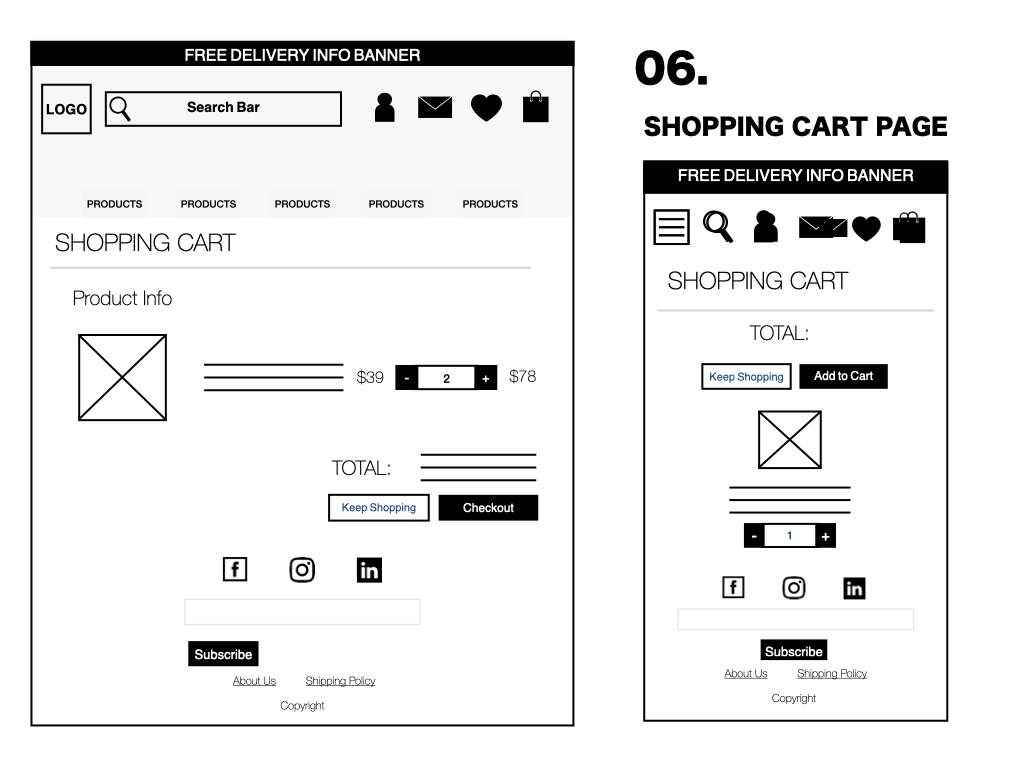 FREE DELIVERY INFO BANNER
LOGO
Search Bar
PRODUCTS PRODUCTS PRODUCTS PRODUCTS PRODUCTS
SHOPPING CART
Product Info
$39 - 2 + $78
TOTAL:
Keep Shopping Checkout
f in
Subscribe
About Us Shipping Policy
Copyright
06.
SHOPPING CART PAGE
FREE DELIVERY INFO BANNER
SHOPPING CART
TOTAL:
Keep Shopping Add to Cart
- 1 +
f in
Subscribe
About Us Shipping Policy
Copyright